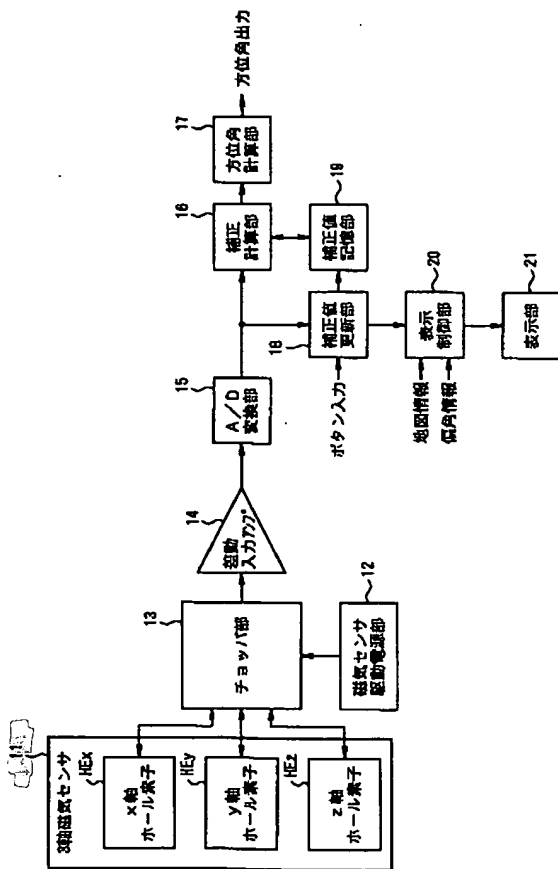 3軸磁気センサ
11
HEx
x軸
ホール素子
HEy
y軸
ホール素子
HEz
z軸
ホール素子
13
チョッパ部
12
磁気センサ
駆動電源部
14
差動
入力アンプ
15
A/D
変換部
16
補正
計算部
17
方位角
計算部
方位角出力
18
補正値
更新部
ボタン入力
19
補正値
記憶部
20
表示
制御部
地図情報
偏角情報
21
表示部